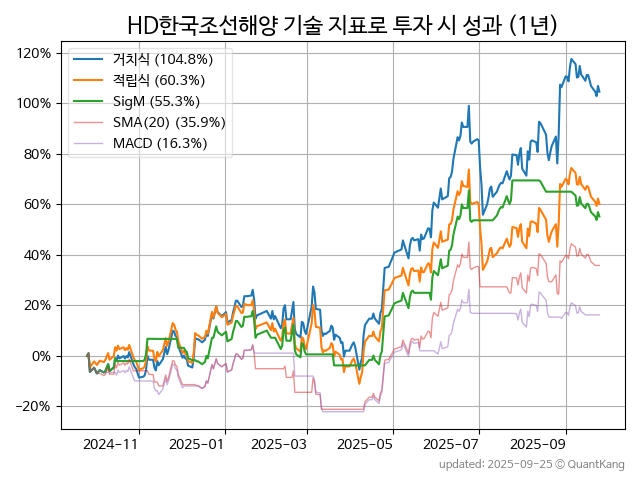 HD한국조선해양 기술 지표로 투자 시 성과 (1년)
거치식 (104.8%)
적립식 (60.3%)
SigM (55.3%)
SMA(20) (35.9%)
MACD (16.3%)
120%
100%
80%
60%
40%
20%
0%
−20%
2024−11 2025−01 2025−03 2025−05 2025−07 2025−09
updated: 2025−09−25 © QuantKang